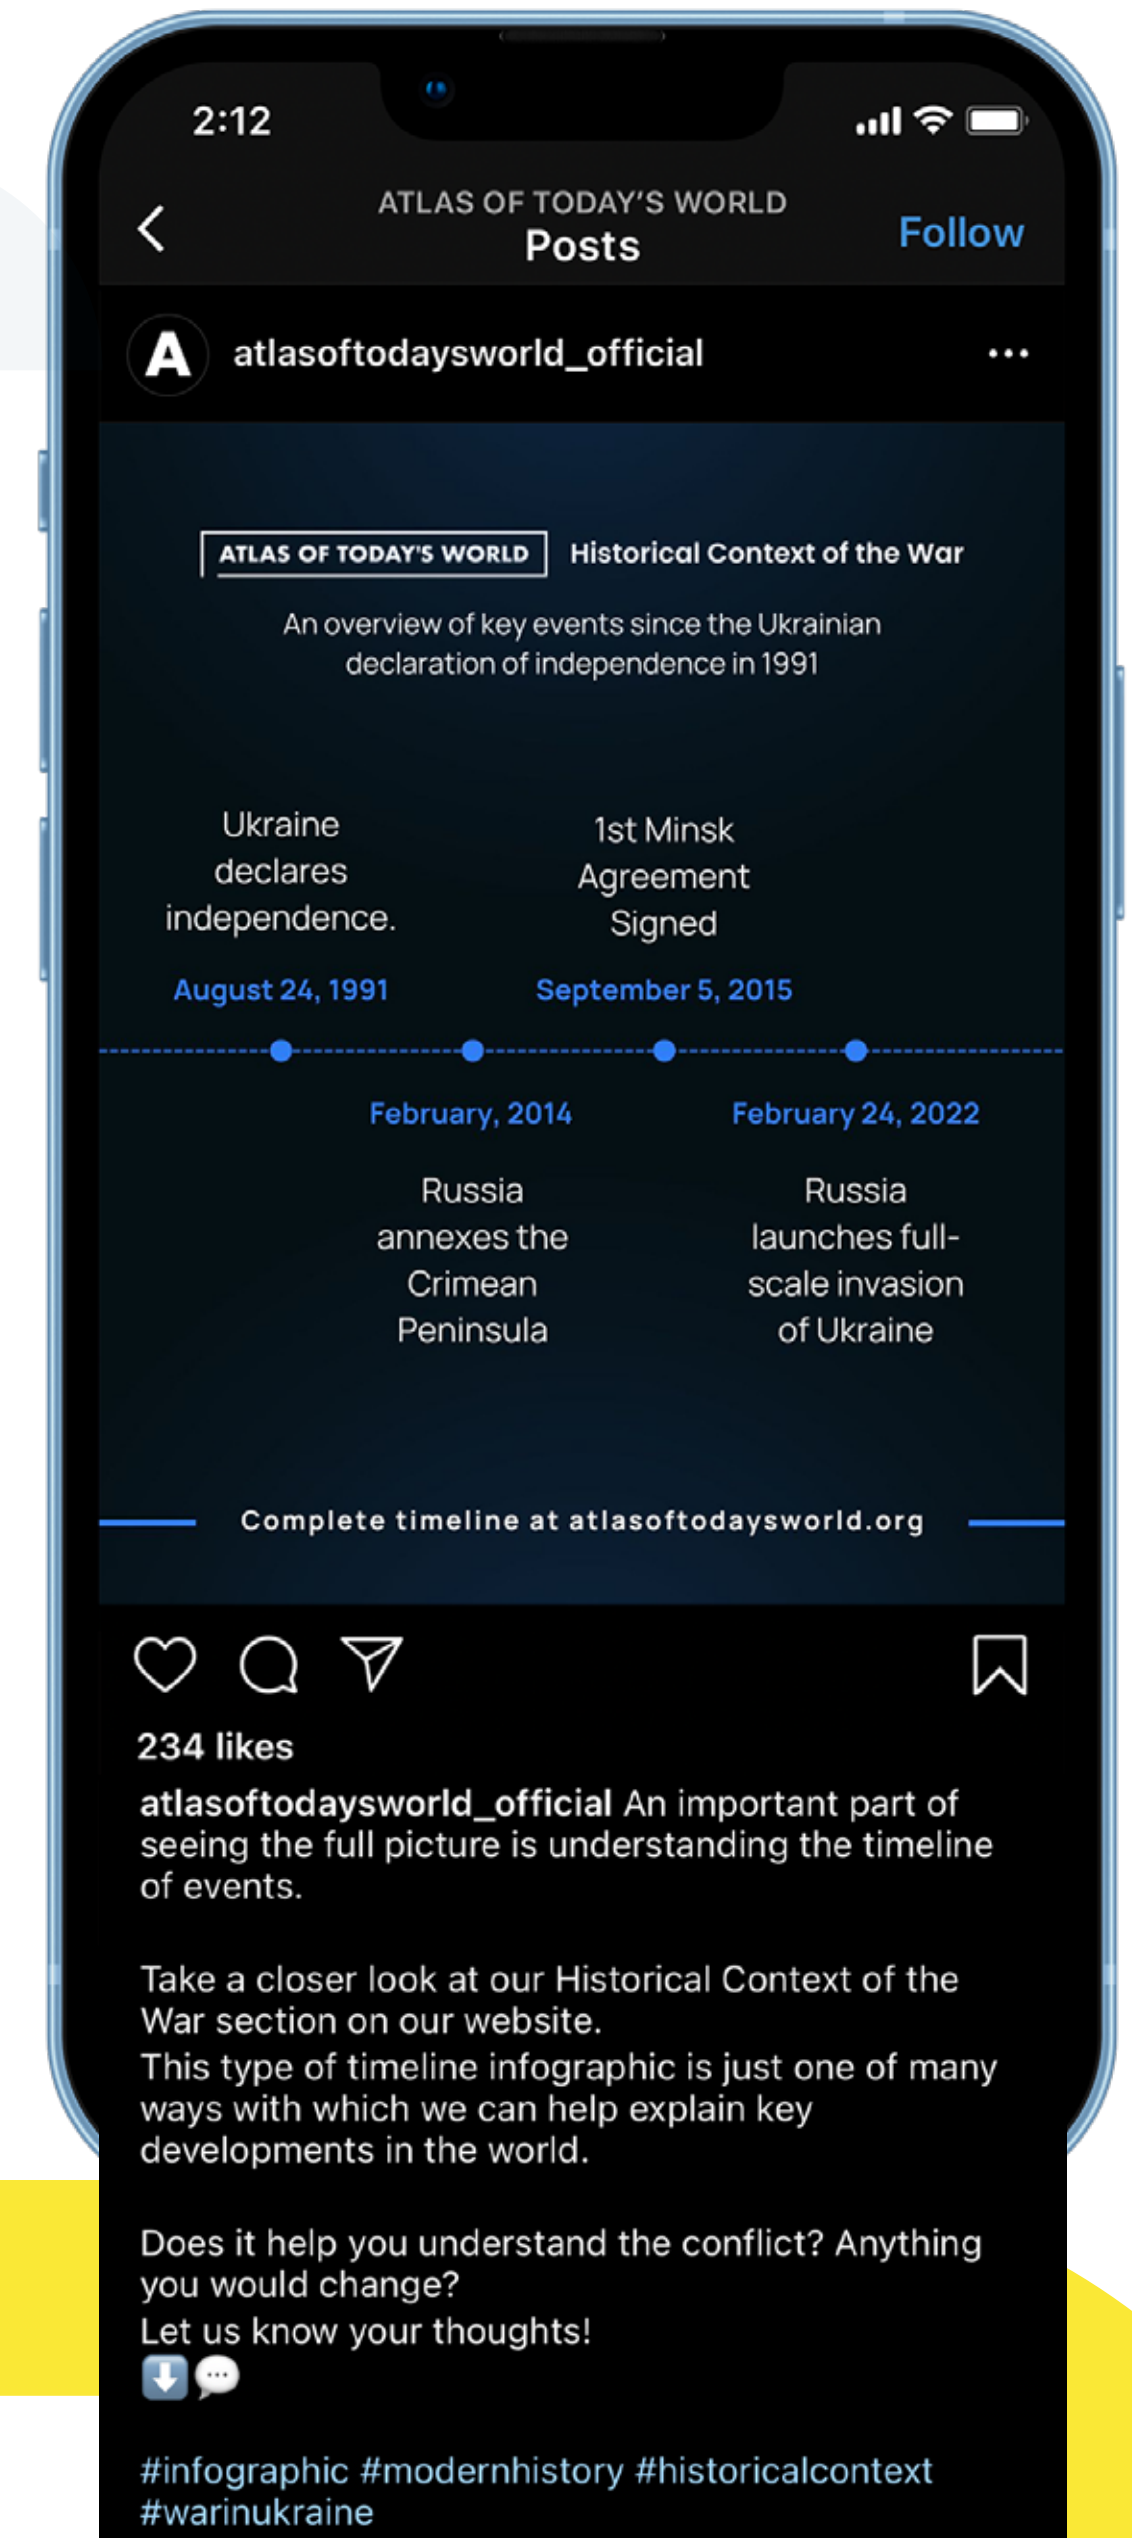 2:12
ATLAS OF TODAY'S WORLD
Posts
Follow
A
atlasoftodaysworld_official
ATLAS OF TODAY'S WORLD
Historical Context of the War
An overview of key events since the Ukrainian
declaration of independence in 1991
Ukraine
declares
independence.
August 24, 1991
1st Minsk
Agreement
Signed
September 5, 2015
February, 2014
Russia
annexes the
Crimean
Peninsula
February 24, 2022
Russia
launches full-
scale invasion
of Ukraine
Complete timeline at atlasoftodaysworld.org
234 likes
atlasoftodaysworld_official An important part of
seeing the full picture is understanding the timeline
of events.
Take a closer look at our Historical Context of the
War section on our website.
This type of timeline infographic is just one of many
ways with which we can help explain key
developments in the world.
Does it help you understand the conflict? Anything
you would change?
Let us know your thoughts!
⬇️💬
#infographic #modernhistory #historicalcontext
#warinukraine